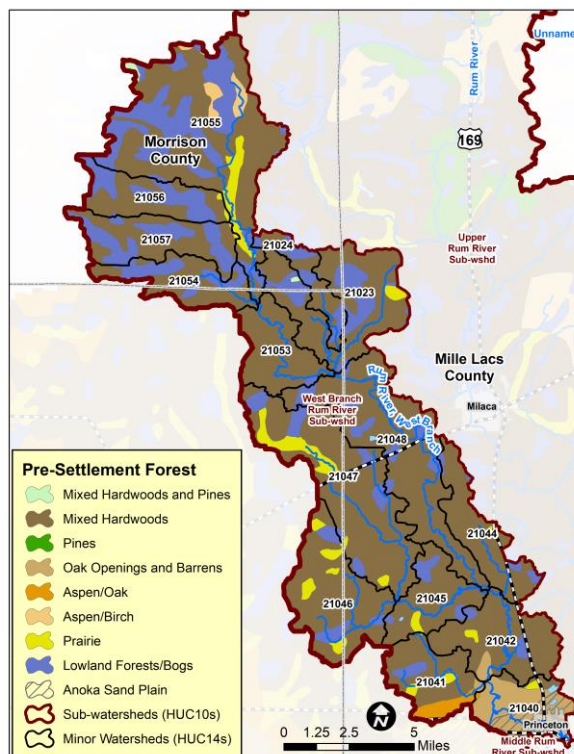 Unname
Rum River
169
21055
Morrison
County
21056
21057
21054
21024
21023
Upper
Rum River
Sub-wshd
21053
Mille Lacs
County
Rum River, West Branch
West Branch
Rum River
Sub-wshd
Milaca
21048
21047
21044
21045
21046
21042
21041
21040
Princeton
Middle Rum
River Sub-wshd
Pre-Settlement Forest
Mixed Hardwoods and Pines
Mixed Hardwoods
Pines
Oak Openings and Barrens
Aspen/Oak
Aspen/Birch
Prairie
Lowland Forests/Bogs
Anoka Sand Plain
Sub-watersheds (HUC10s)
Minor Watersheds (HUC14s)
N
0 1.25 2.5 5
Miles